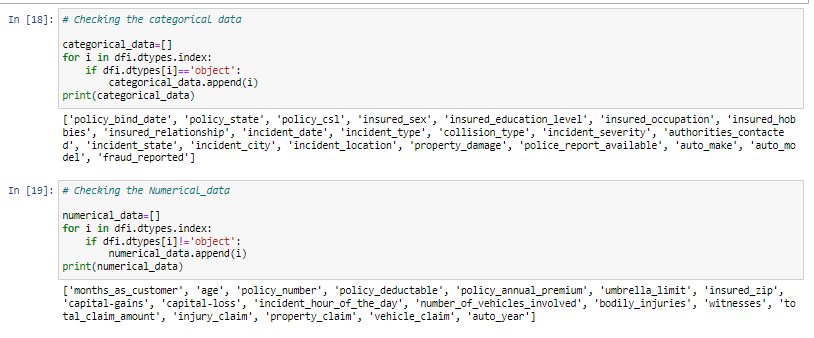 In [18]: # Checking the categorical data
categorical_data=[]
for i in dfi.dtypes.index:
    if dfi.dtypes[i]=='object':
        categorical_data.append(i)
print(categorical_data)
['policy_bind_date', 'policy_state', 'policy_csl', 'insured_sex', 'insured_education_level', 'insured_occupation', 'insured_hob
bies', 'insured_relationship', 'incident_date', 'incident_type', 'collision_type', 'incident_severity', 'authorities_contacte
d', 'incident_state', 'incident_city', 'incident_location', 'property_damage', 'police_report_available', 'auto_make', 'auto_mo
del', 'fraud_reported']
In [19]: # Checking the Numerical_data
numerical_data=[]
for i in dfi.dtypes.index:
    if dfi.dtypes[i]!='object':
        numerical_data.append(i)
print(numerical_data)
['months_as_customer', 'age', 'policy_number', 'policy_deductable', 'policy_annual_premium', 'umbrella_limit', 'insured_zip',
'capital-gains', 'capital-loss', 'incident_hour_of_the_day', 'number_of_vehicles_involved', 'bodily_injuries', 'witnesses', 'to
tal_claim_amount', 'injury_claim', 'property_claim', 'vehicle_claim', 'auto_year']